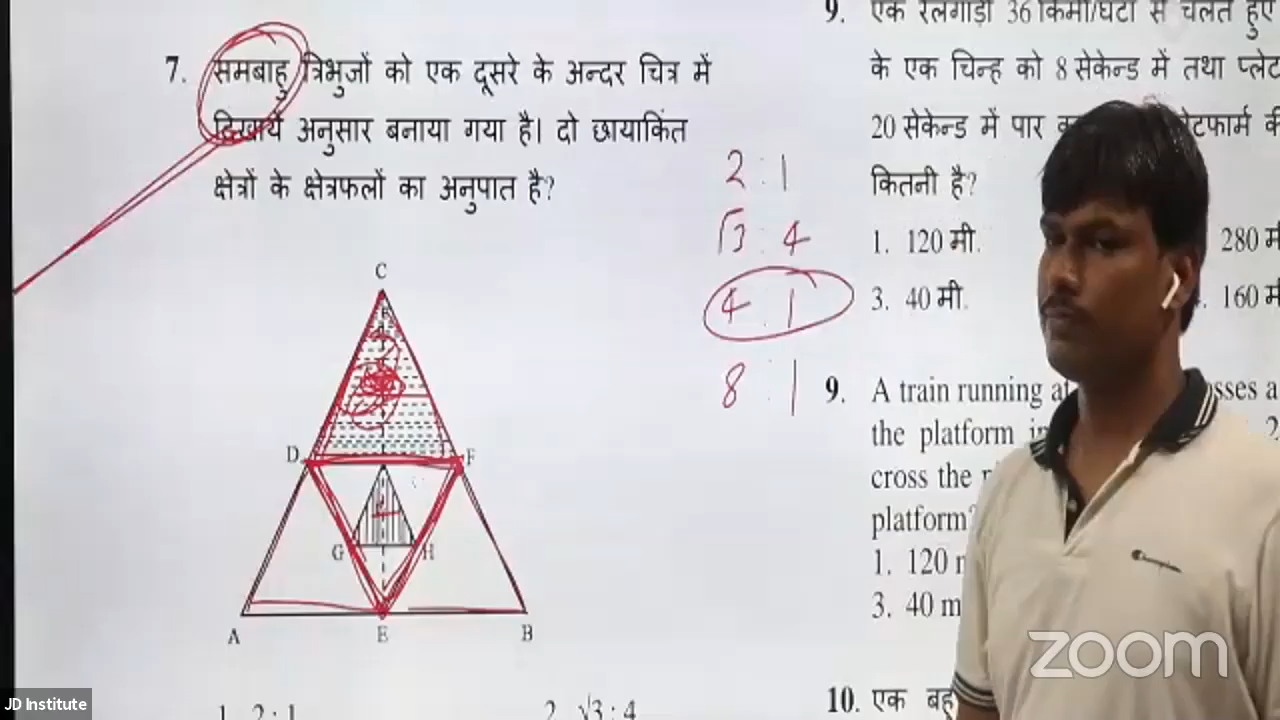 7. समबाहु त्रिभुजों को एक दूसरे के अन्दर चित्र में
दिखाये अनुसार बनाया गया है। दो छायाकिंत
क्षेत्रों के क्षेत्रफलों का अनुपात है?
2 : 1
√3 : 4
4 : 1
8 : 1
C
D F
G H
A E B
1. 2 : 1 2. √3 : 4
9. एक रेलगाड़ी 36 किमी/घंटा से चलते हुए
के एक चिन्ह को 8 सेकेन्ड में तथा प्लेट
20 सेकेन्ड में पार
कितनी है?
1. 120 मी. 280
3. 40 मी. 160
9. A train running
the platform
cross the
platform?
1. 120
3. 40
10. एक
Champion
zoom
JD Institute